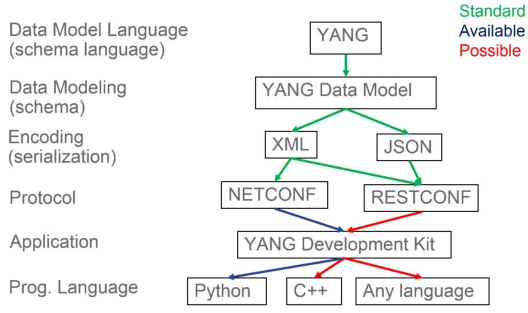 Standard
Available
Possible
Data Model Language
(schema language)
YANG
Data Modeling
(schema)
YANG Data Model
Encoding
(serialization)
XML
JSON
Protocol
NETCONF
RESTCONF
Application
YANG Development Kit
Prog. Language
Python
C++
Any language